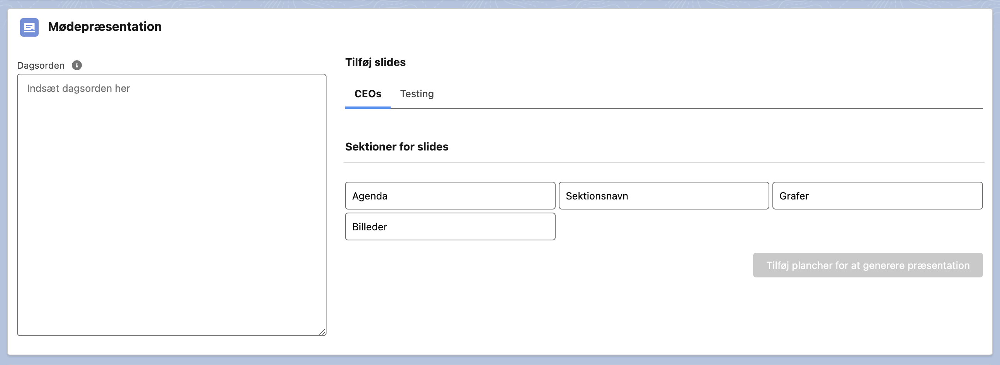 Mødepræsentation
Dagsorden
Indsæt dagsorden her
Tilføj slides
CEOs Testing
Sektioner for slides
Agenda Sektionsnavn Grafer
Billeder
Tilføj plancher for at generere præsentation